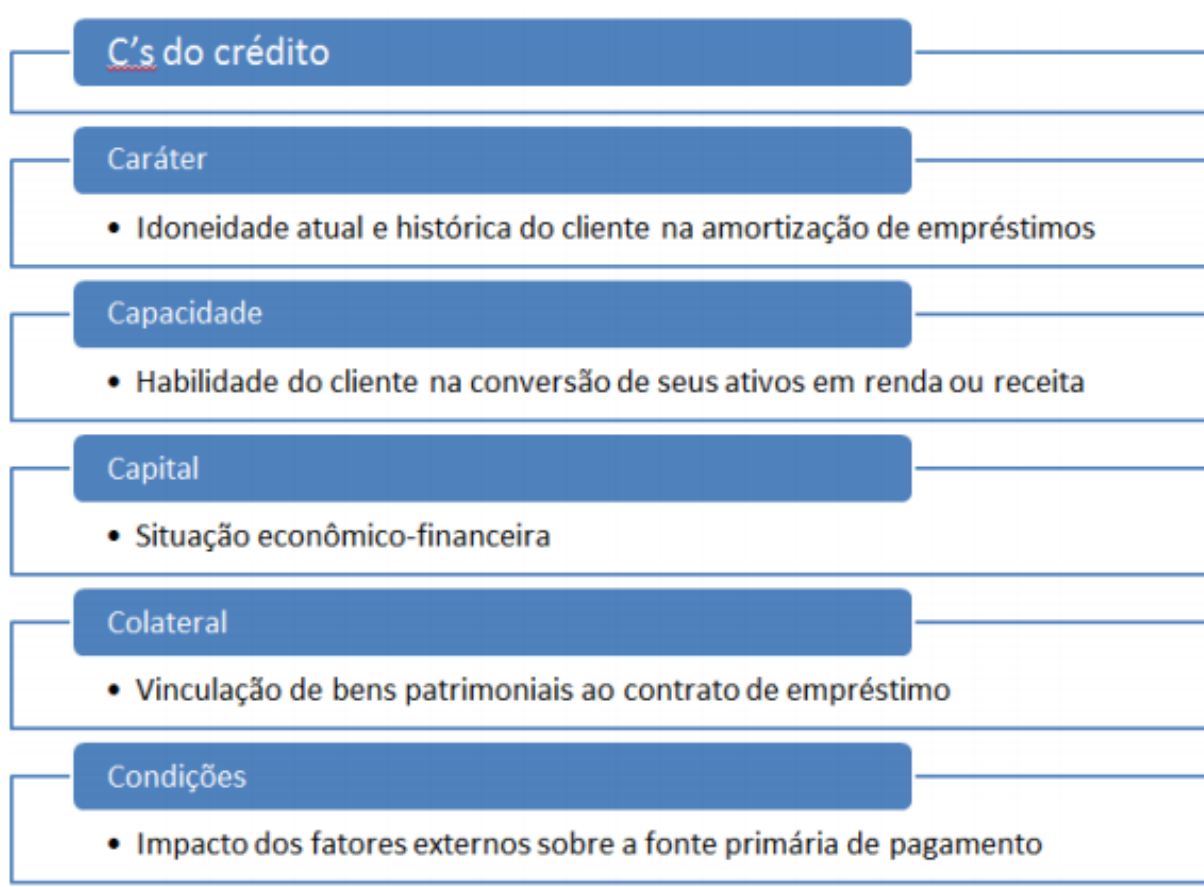 C's do crédito
Caráter
• Idoneidade atual e histórica do cliente na amortização de empréstimos
Capacidade
• Habilidade do cliente na conversão de seus ativos em renda ou receita
Capital
• Situação econômico-financeira
Colateral
• Vinculação de bens patrimoniais ao contrato de empréstimo
Condições
• Impacto dos fatores externos sobre a fonte primária de pagamento